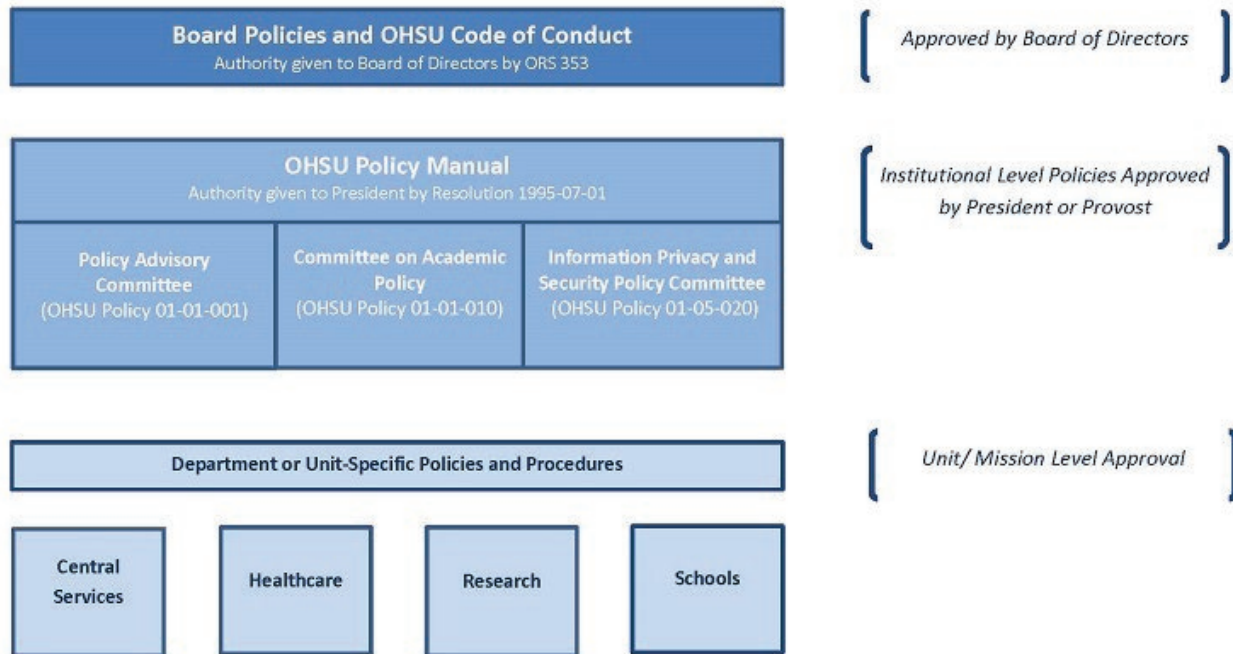 Board Policies and OHSU Code of Conduct
Authority given to Board of Directors by ORS 353
Approved by Board of Directors
OHSU Policy Manual
Authority given to President by Resolution 1995-07-01
Institutional Level Policies Approved
by President or Provost
Policy Advisory
Committee
(OHSU Policy 01-01-001)
Committee on Academic
Policy
(OHSU Policy 01-01-010)
Information Privacy and
Security Policy Committee
(OHSU Policy 01-05-020)
Department or Unit-Specific Policies and Procedures
Unit/ Mission Level Approval
Central
Services
Healthcare
Research
Schools